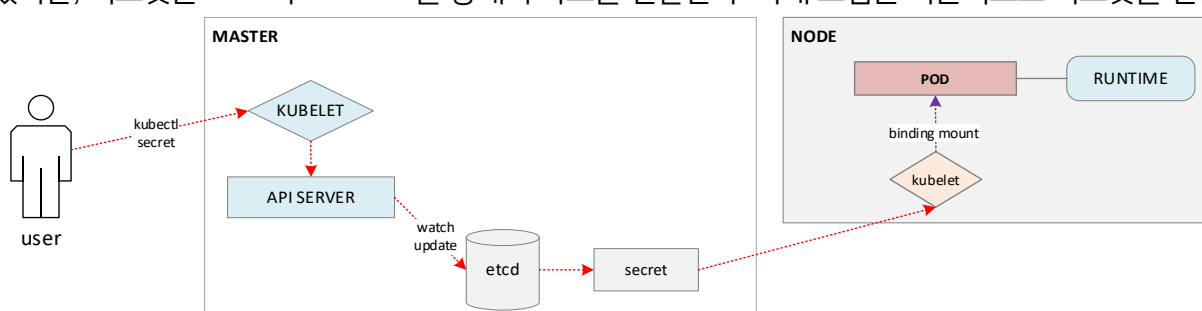 MASTER
NODE
POD
RUNTIME
KUBELET
kubectl
secret
binding mount
kubelet
API SERVER
user
watch
update
etcd
secret